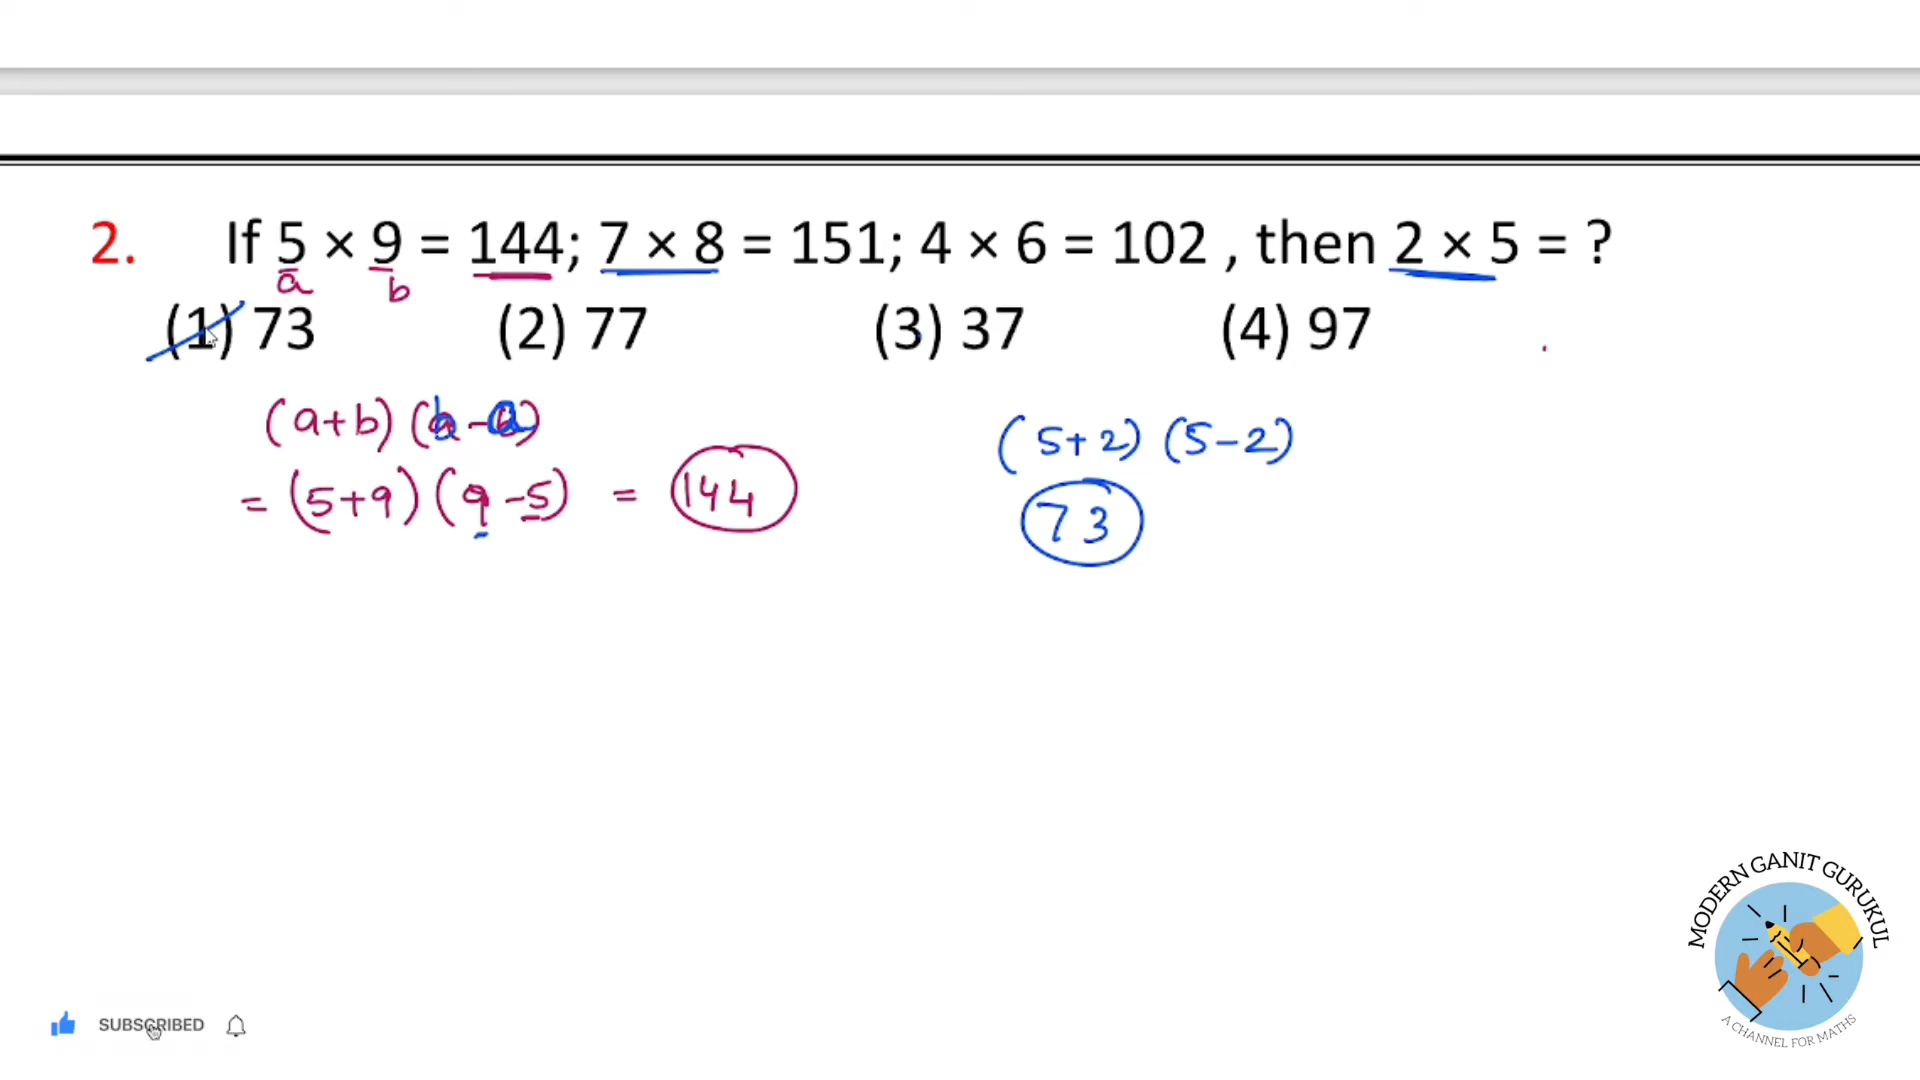 2. If 5 × 9 = 144; 7 × 8 = 151; 4 × 6 = 102 , then 2 × 5 = ?
a b
(1) 73 (2) 77 (3) 37 (4) 97
(a+b) (b-a)
= (5+9) (9-5) = 144
(5+2) (5-2)
73
MODERN GANIT GURUKUL
A CHANNEL FOR MATHS
SUBSCRIBED